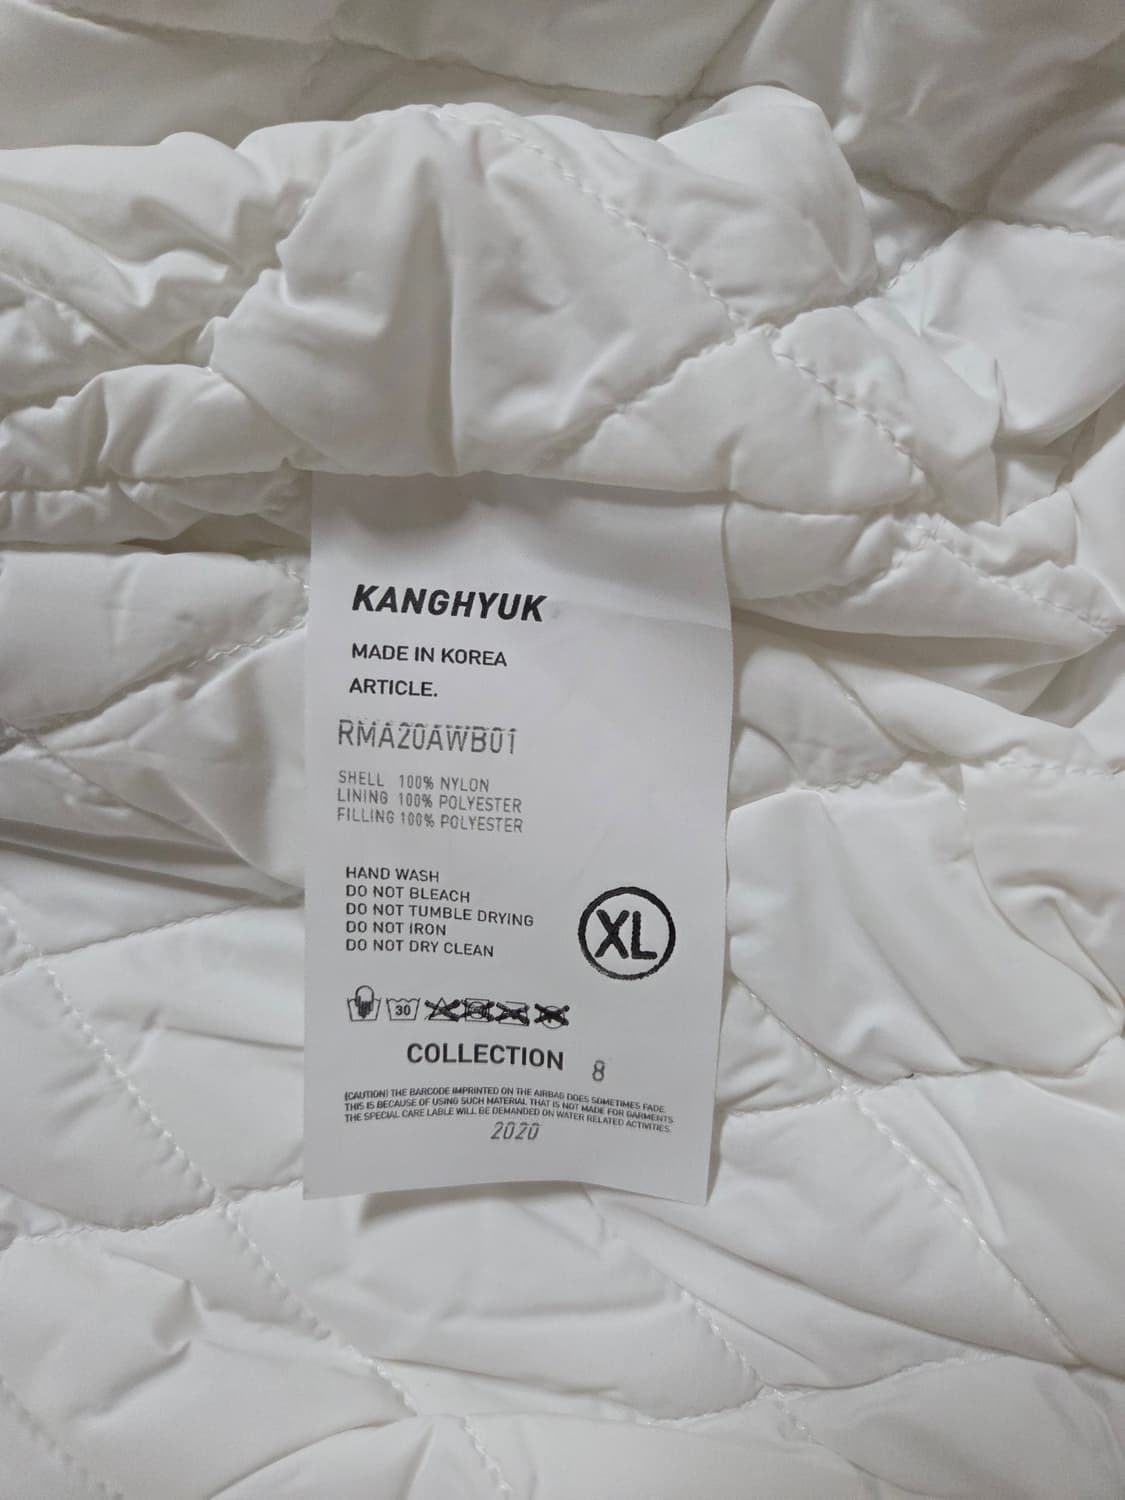 KANGHYUK
MADE IN KOREA
ARTICLE.
RMA20AWB01
SHELL 100% NYLON
LINING 100% POLYESTER
FILLING 100% POLYESTER
HAND WASH
DO NOT BLEACH
DO NOT TUMBLE DRYING
DO NOT IRON
DO NOT DRY CLEAN
XL
30
COLLECTION 8
(CAUTION) THE BARCODE IMPRINTED ON THE AIRBAG DOES SOMETIMES FADE.
THIS IS BECAUSE OF USING SUCH MATERIAL THAT IS NOT MADE FOR GARMENTS.
THE SPECIAL CARE LABLE WILL BE DEMANDED ON WATER RELATED ACTIVITIES.
2020